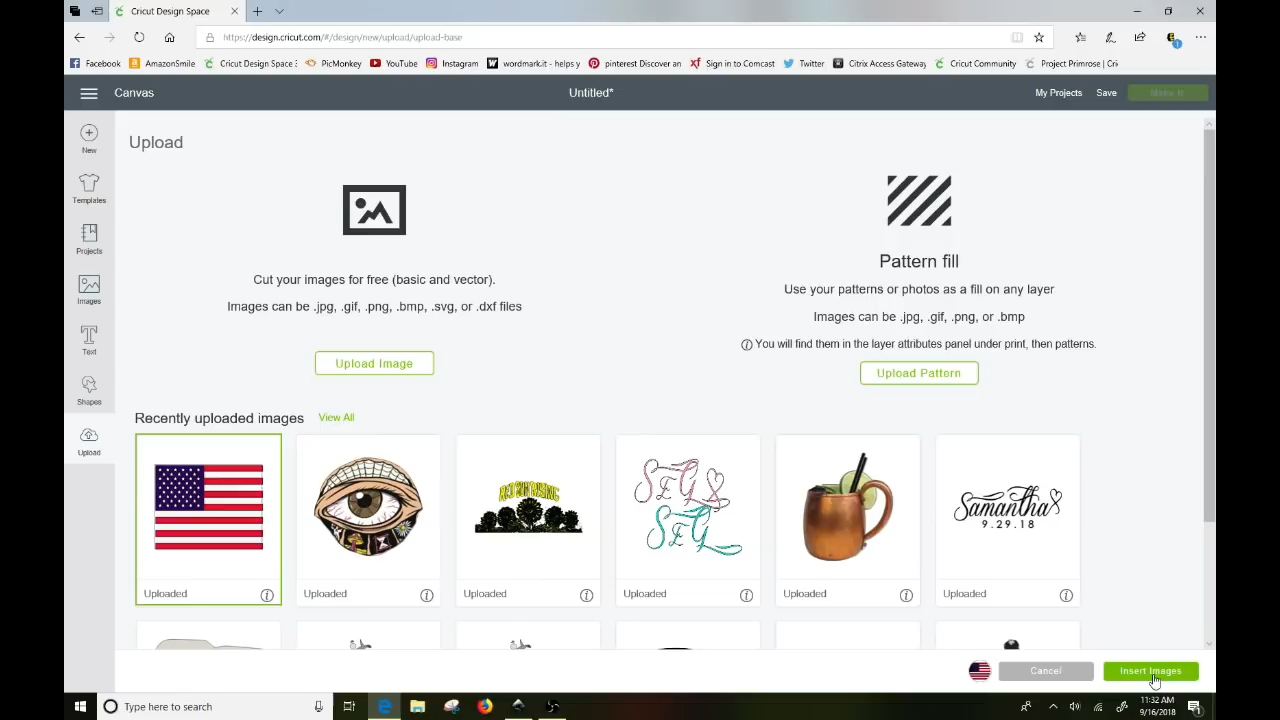 Cricut Design Space
https://design.cricut.com/#/design/new/upload/upload-base
Facebook
AmazonSmile
Cricut Design Space :
PicMonkey
YouTube
Instagram
wordmark.it - helps y
pinterest Discover an
Sign in to Comcast
Twitter
Citrix Access Gateway
Cricut Community
Project Primrose | Cri
Canvas
Untitled*
My Projects
Save
Make It
New
Templates
Projects
Images
Text
Shapes
Upload
Upload
Cut your images for free (basic and vector).
Images can be .jpg, .gif, .png, .bmp, .svg, or .dxf files
Upload Image
Pattern fill
Use your patterns or photos as a fill on any layer
Images can be .jpg, .gif, .png, or .bmp
You will find them in the layer attributes panel under print, then patterns.
Upload Pattern
Recently uploaded images
View All
RED SUN RISING
SEG &
SEG
Samantha
9.29.18
Uploaded
Uploaded
Uploaded
Uploaded
Uploaded
Uploaded
Cancel
Insert Images
Type here to search
11:32 AM
9/16/2018